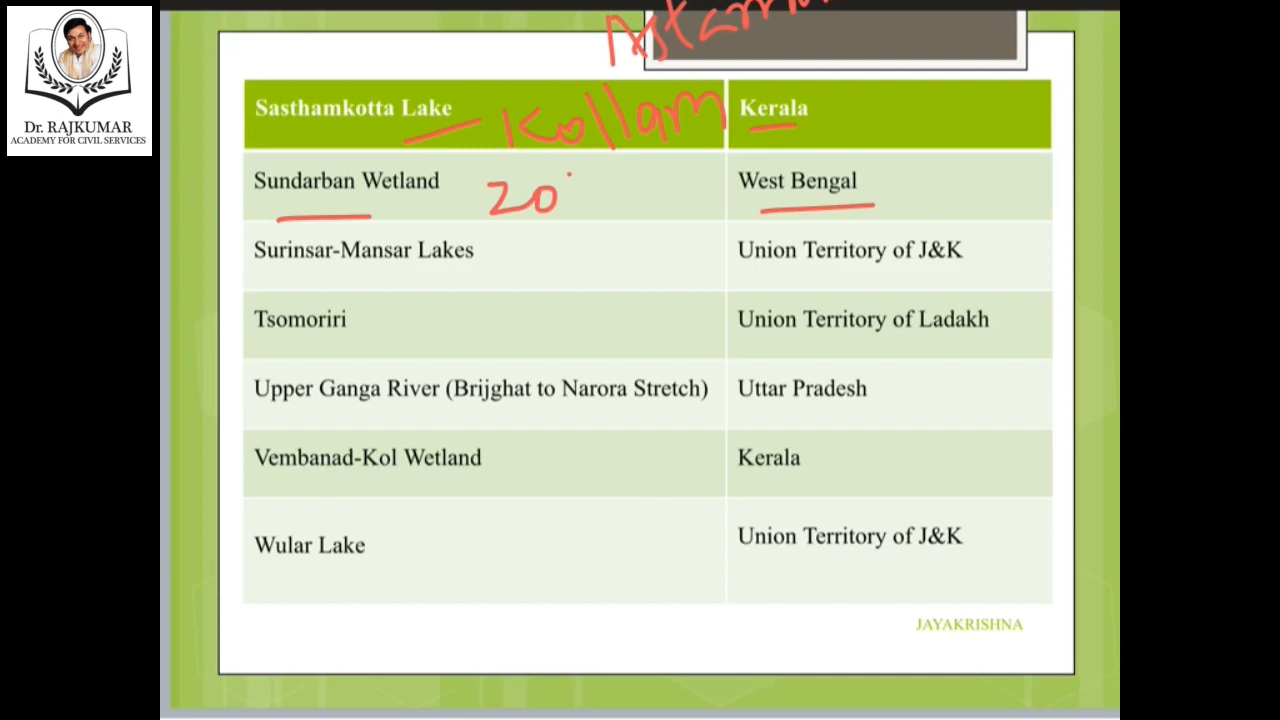 Dr. RAJKUMAR
ACADEMY FOR CIVIL SERVICES
Sasthamkotta Lake Kollam Kerala
Sundarban Wetland 20 West Bengal
Surinsar-Mansar Lakes Union Territory of J&K
Tsomoriri Union Territory of Ladakh
Upper Ganga River (Brijghat to Narora Stretch) Uttar Pradesh
Vembanad-Kol Wetland Kerala
Wular Lake Union Territory of J&K
JAYAKRISHNA